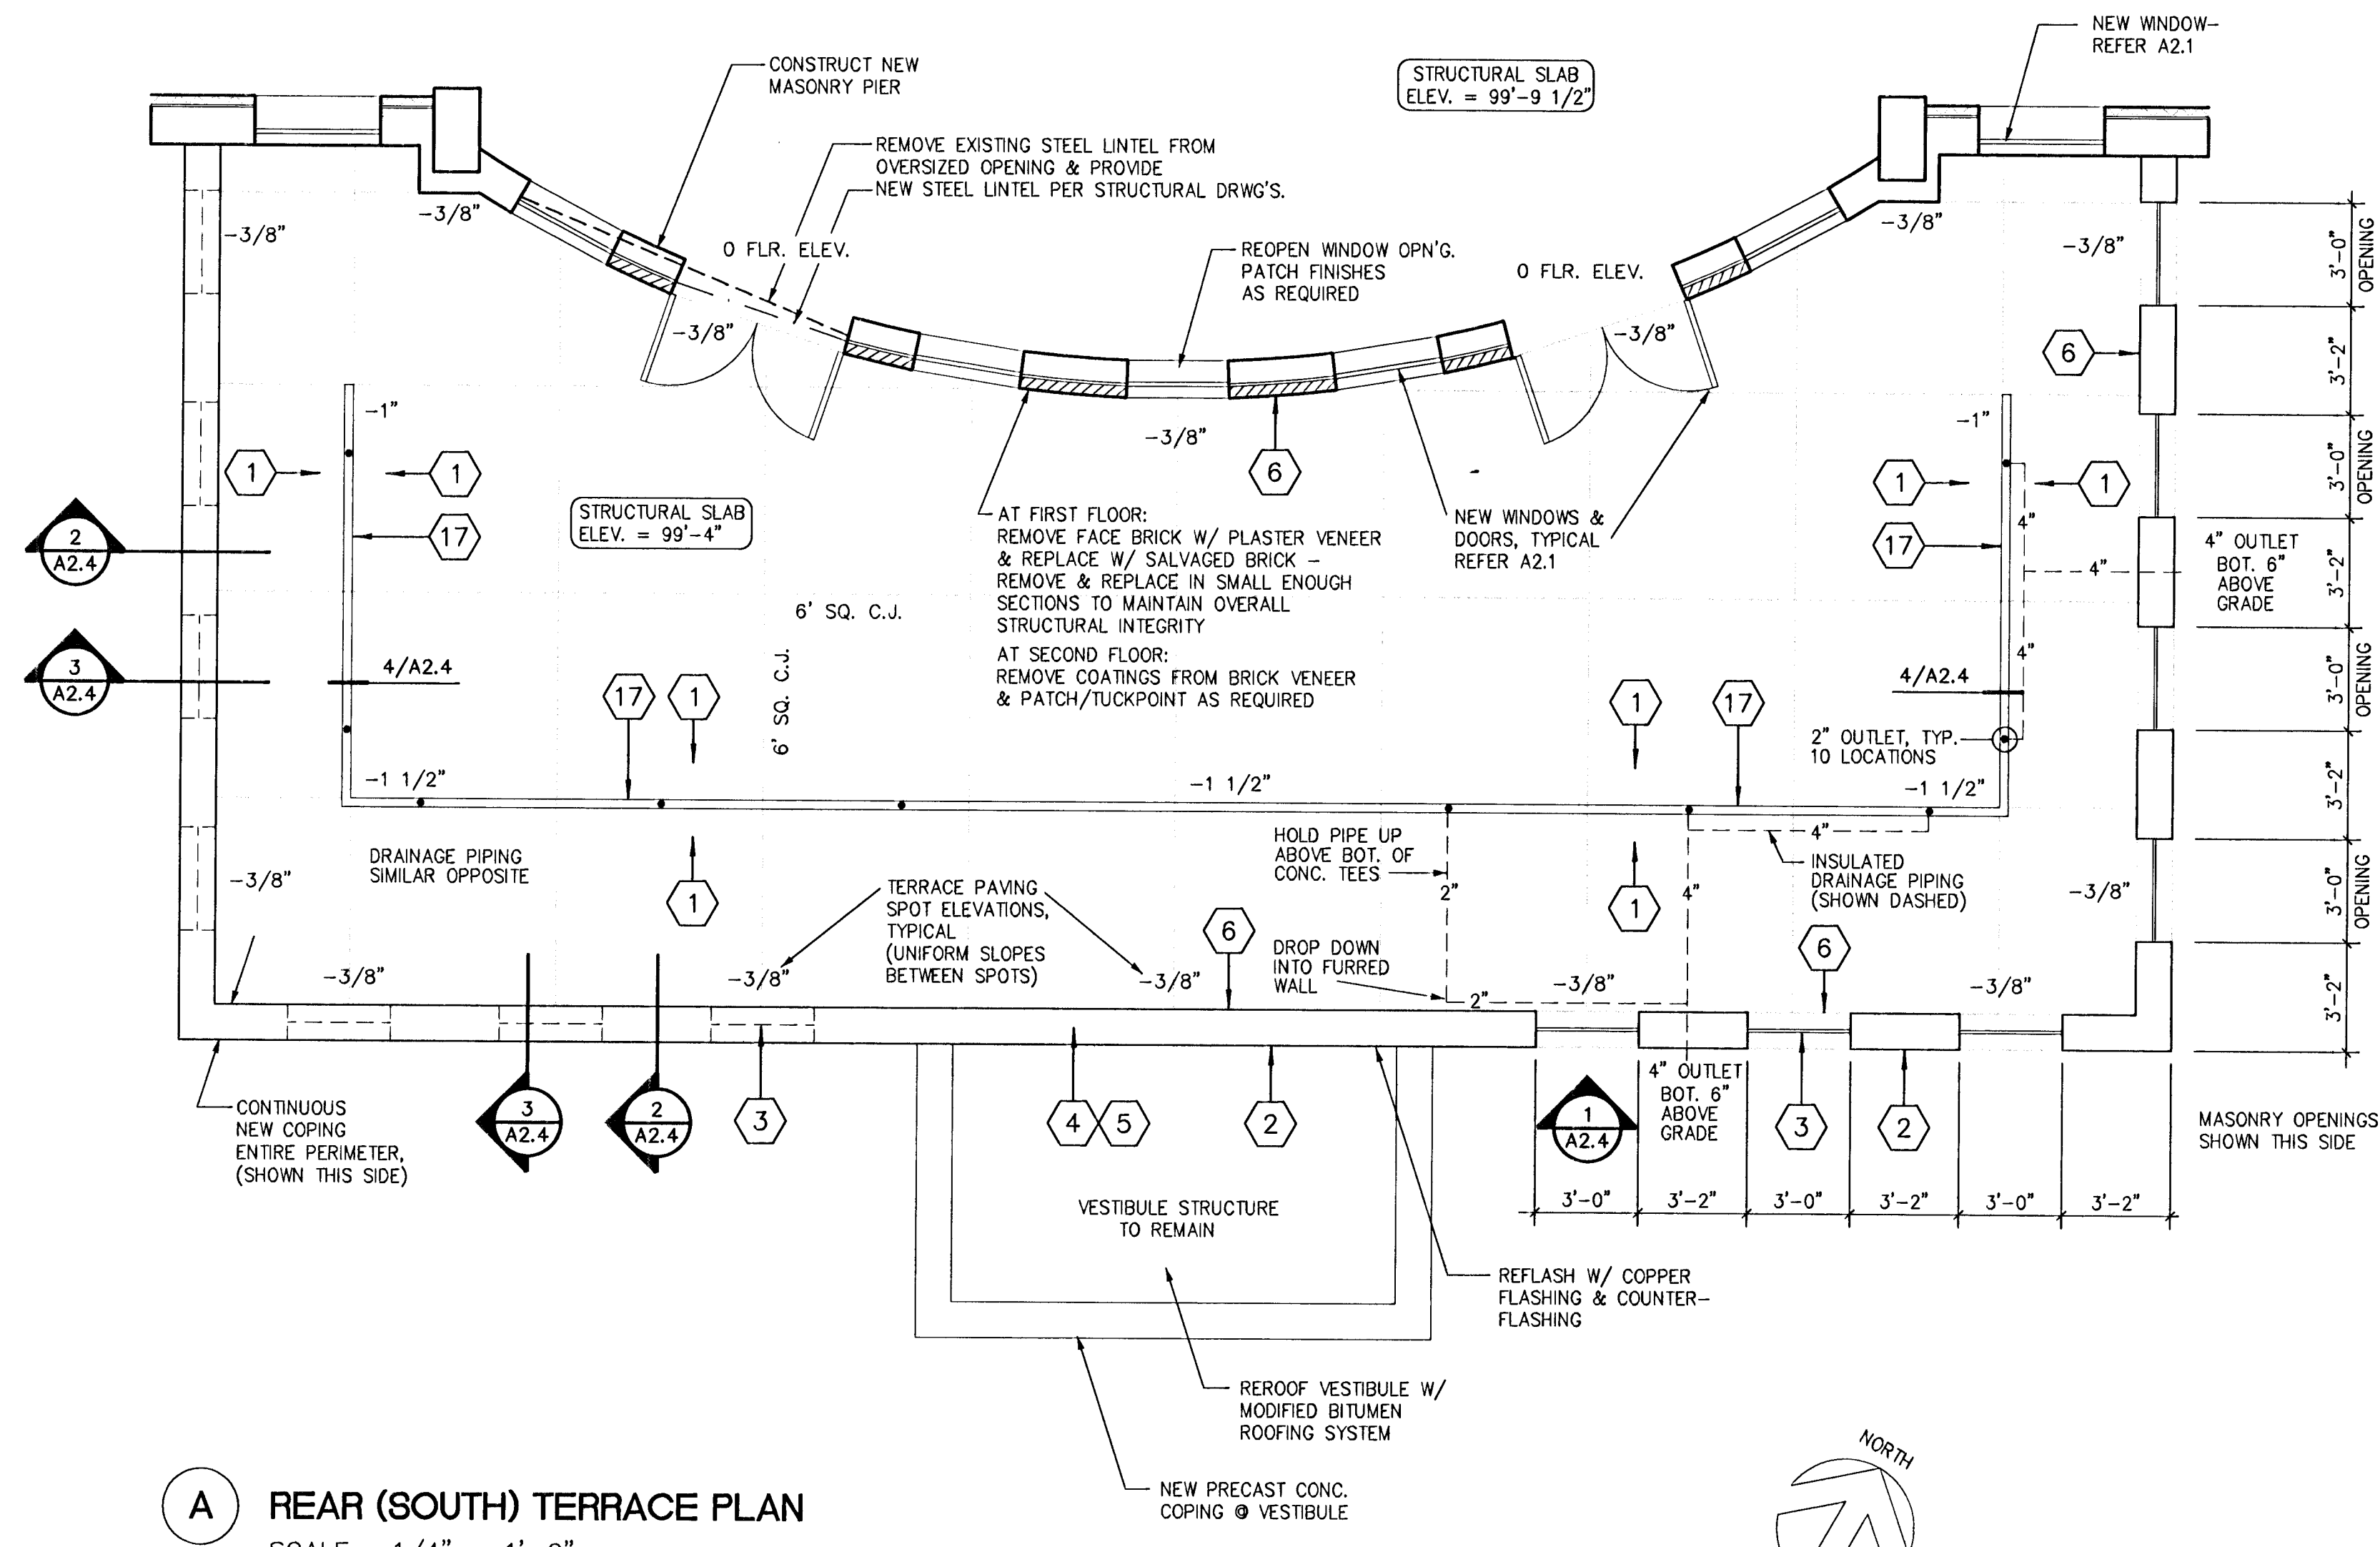 NEW WINDOW-
REFER A2.1
CONSTRUCT NEW
MASONRY PIER
STRUCTURAL SLAB
ELEV. = 99'-9 1/2"
REMOVE EXISTING STEEL LINTEL FROM
OVERSIZED OPENING & PROVIDE
NEW STEEL LINTEL PER STRUCTURAL DRWG'S.
-3/8"
-3/8"
-3/8"
-3/8"
O FLR. ELEV.
REOPEN WINDOW OPN'G.
PATCH FINISHES
AS REQUIRED
O FLR. ELEV.
3'-0"
OPENING
-3/8"
-3/8"
6
3'-2"
-1"
-3/8"
-1"
1
1
6
1
1
3'-0"
OPENING
STRUCTURAL SLAB
ELEV. = 99'-4"
17
2
A2.4
AT FIRST FLOOR:
REMOVE FACE BRICK W/ PLASTER VENEER
& REPLACE W/ SALVAGED BRICK -
REMOVE & REPLACE IN SMALL ENOUGH
SECTIONS TO MAINTAIN OVERALL
STRUCTURAL INTEGRITY
AT SECOND FLOOR:
REMOVE COATINGS FROM BRICK VENEER
& PATCH/TUCKPOINT AS REQUIRED
NEW WINDOWS &
DOORS, TYPICAL
REFER A2.1
17
4"
4"
4"
4" OUTLET
BOT. 6"
ABOVE
GRADE
3'-2"
6' SQ. C.J.
6' SQ. C.J.
3
A2.4
4/A2.4
17
1
1
17
4/A2.4
3'-0"
OPENING
2" OUTLET, TYP.
10 LOCATIONS
3'-2"
-1 1/2"
-1 1/2"
-1 1/2"
DRAINAGE PIPING
SIMILAR OPPOSITE
-3/8"
1
TERRACE PAVING
SPOT ELEVATIONS,
TYPICAL
(UNIFORM SLOPES
BETWEEN SPOTS)
HOLD PIPE UP
ABOVE BOT. OF
CONC. TEES
2"
1
4"
4"
INSULATED
DRAINAGE PIPING
(SHOWN DASHED)
-3/8"
3'-0"
OPENING
6
DROP DOWN
INTO FURRED
WALL
2"
6
-3/8"
-3/8"
-3/8"
-3/8"
-3/8"
3'-2"
CONTINUOUS
NEW COPING
ENTIRE PERIMETER,
(SHOWN THIS SIDE)
3
A2.4
2
A2.4
3
4
5
2
1
A2.4
4" OUTLET
BOT. 6"
ABOVE
GRADE
3
2
MASONRY OPENINGS
SHOWN THIS SIDE
3'-0"
3'-2"
3'-0"
3'-2"
3'-0"
3'-2"
VESTIBULE STRUCTURE
TO REMAIN
REFLASH W/ COPPER
FLASHING & COUNTER-
FLASHING
REROOF VESTIBULE W/
MODIFIED BITUMEN
ROOFING SYSTEM
NEW PRECAST CONC.
COPING @ VESTIBULE
NORTH
A
REAR (SOUTH) TERRACE PLAN